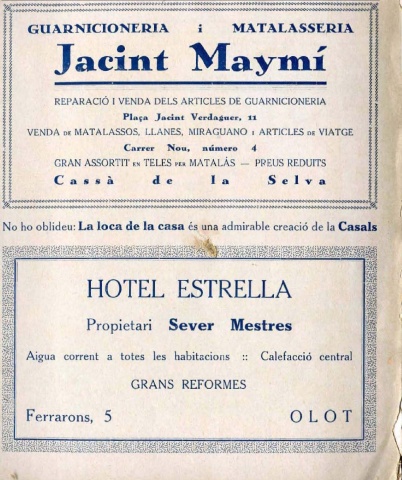 GUARNICIONERIA i MATALASSERIA
Jacint Maymí
REPARACIÓ I VENDA DELS ARTICLES DE GUARNICIONERIA
Plaça Jacint Verdaguer, 11
VENDA DE MATALASSOS, LLANES, MIRAGUANO I ARTICLES DE VIATGE
Carrer Nou, número 4
GRAN ASSORTIT EN TELES PER MATALÁS — PREUS REDUITS
Cassà de la Selva
No ho oblideu: La loca de la casa és una admirable creació de la Casals
HOTEL ESTRELLA
Propietari Sever Mestres
Aigua corrent a totes les habitacions :: Calefacció central
GRANS REFORMES
Ferrarons, 5 OLOT